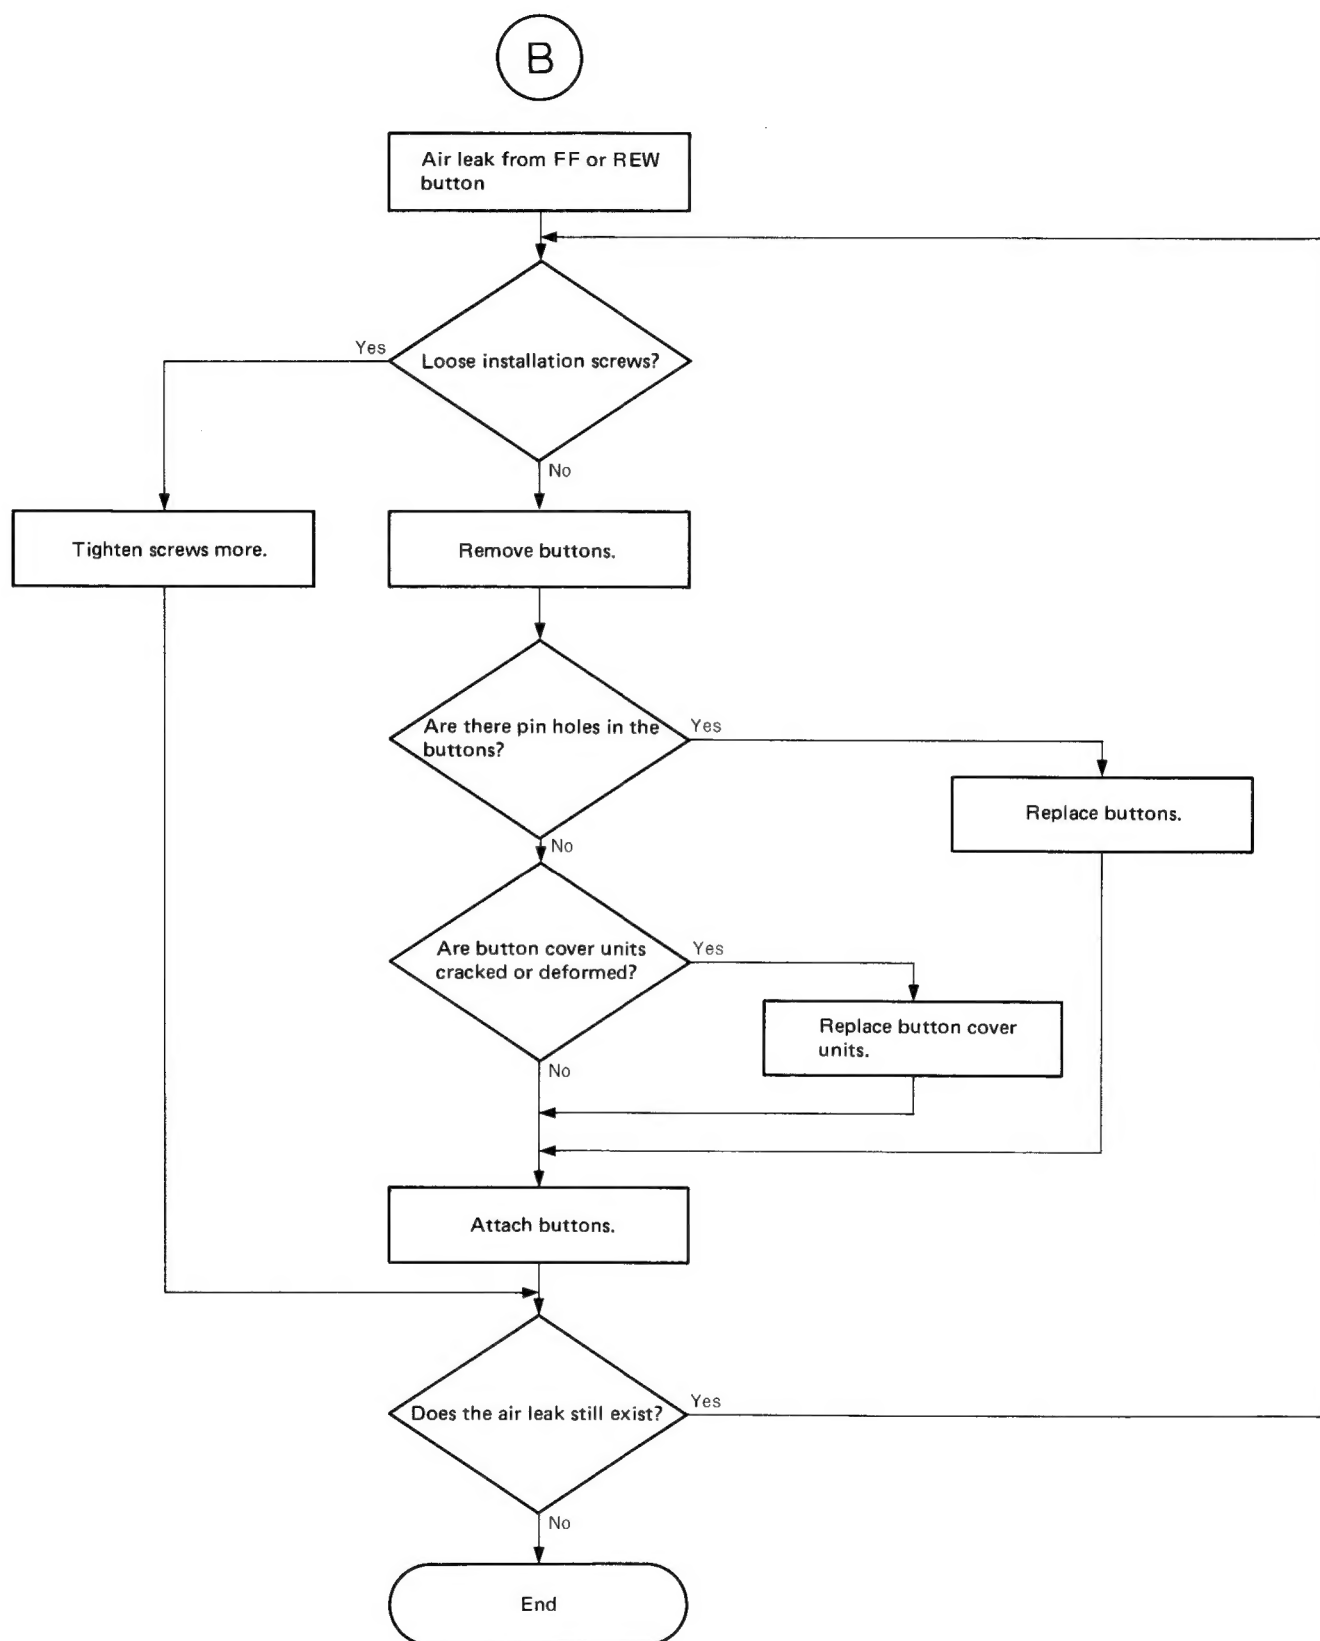 B
Air leak from FF or REW
button
Yes
Loose installation screws?
No
Tighten screws more.
Remove buttons.
Are there pin holes in the
buttons?
Yes
Replace buttons.
No
Are button cover units
cracked or deformed?
Yes
Replace button cover
units.
No
Attach buttons.
Does the air leak still exist?
Yes
No
End